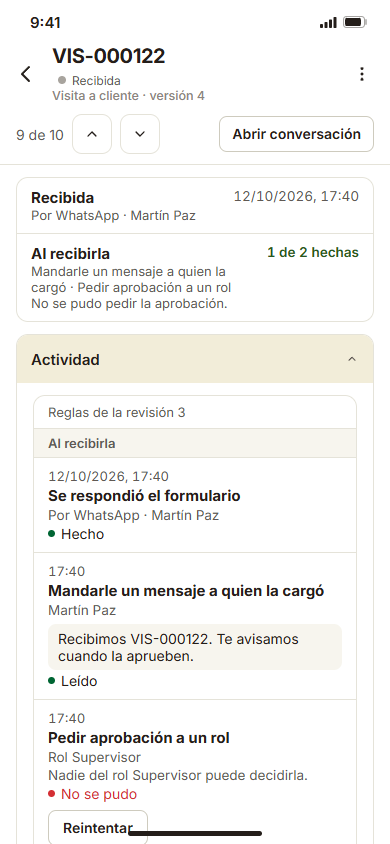 9:41
VIS-000122
Recibida
Visita a cliente · versión 4
9 de 10
Abrir conversación
Recibida
12/10/2026, 17:40
Por WhatsApp · Martín Paz
Al recibirla
1 de 2 hechas
Mandarle un mensaje a quien la
cargó · Pedir aprobación a un rol
No se pudo pedir la aprobación.
Actividad
Reglas de la revisión 3
Al recibirla
12/10/2026, 17:40
Se respondió el formulario
Por WhatsApp · Martín Paz
Hecho
17:40
Mandarle un mensaje a quien la cargó
Martín Paz
Recibimos VIS-000122. Te avisamos
cuando la aprueben.
Leído
17:40
Pedir aprobación a un rol
Rol Supervisor
Nadie del rol Supervisor puede decidirla.
No se pudo
Reintentar